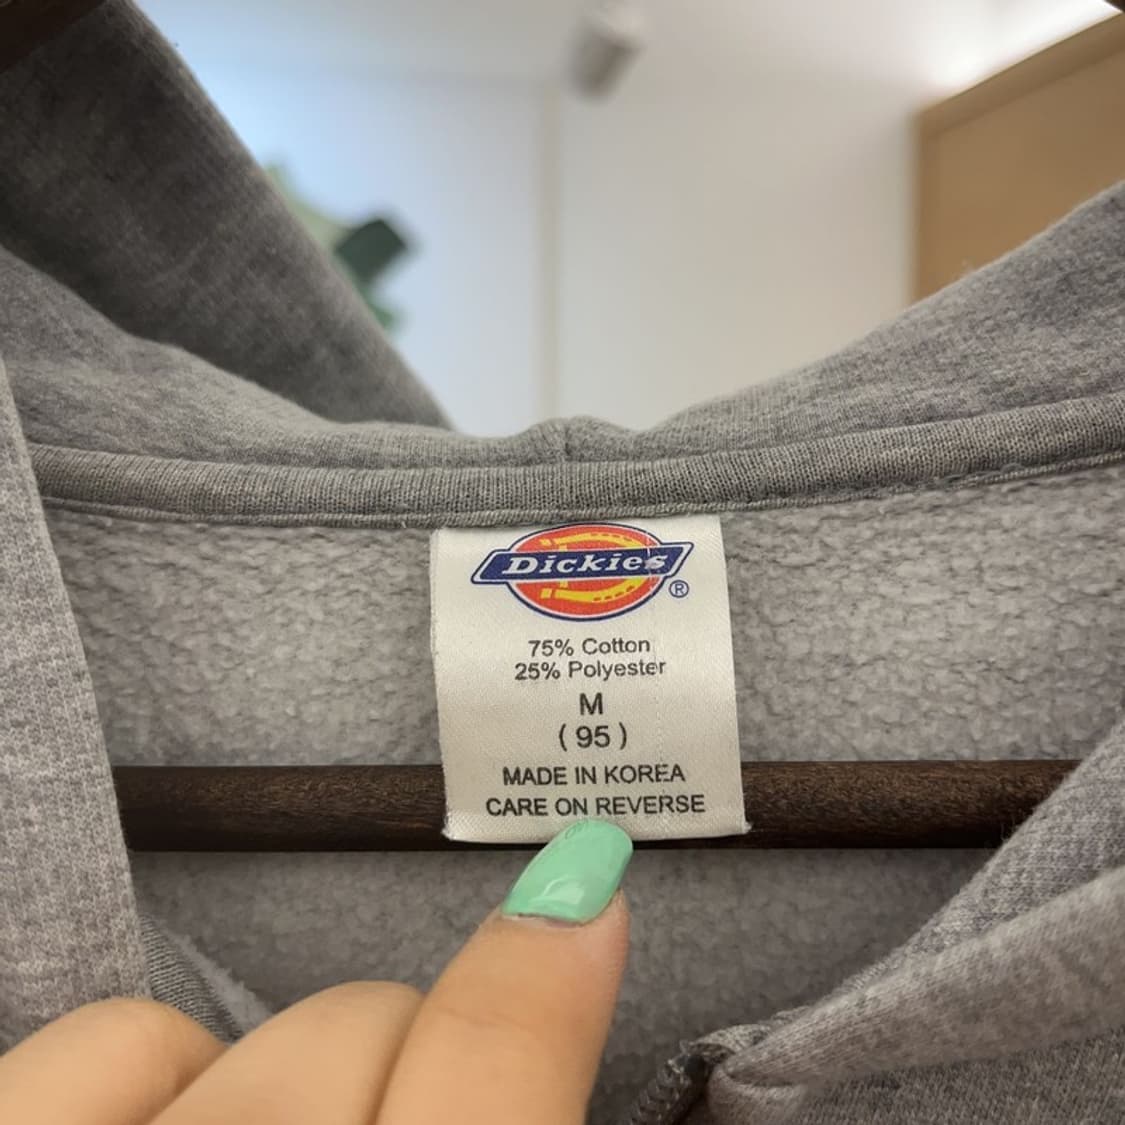 Dickies
®
75% Cotton
25% Polyester
M
( 95 )
MADE IN KOREA
CARE ON REVERSE